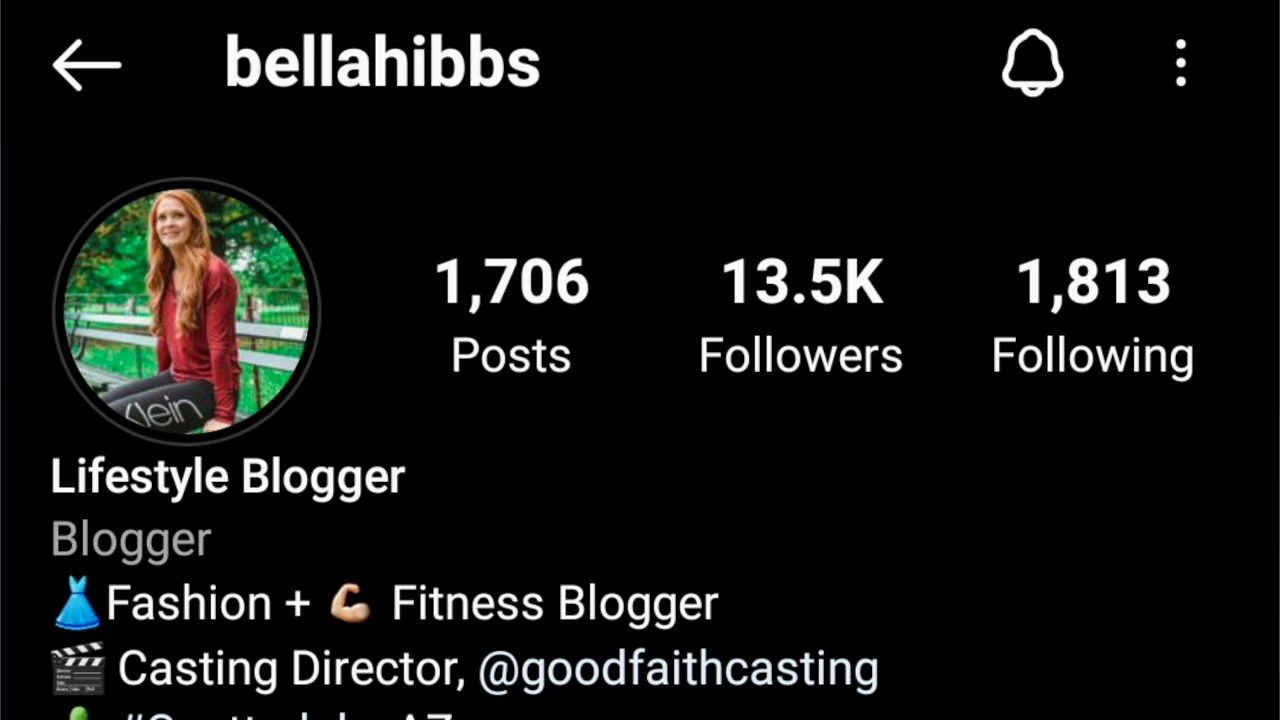 bellahibbs
1,706 13.5K 1,813
Posts Followers Following
Klein
Lifestyle Blogger
Blogger
👗Fashion + 💪🏼 Fitness Blogger
🎬 Casting Director, @goodfaithcasting